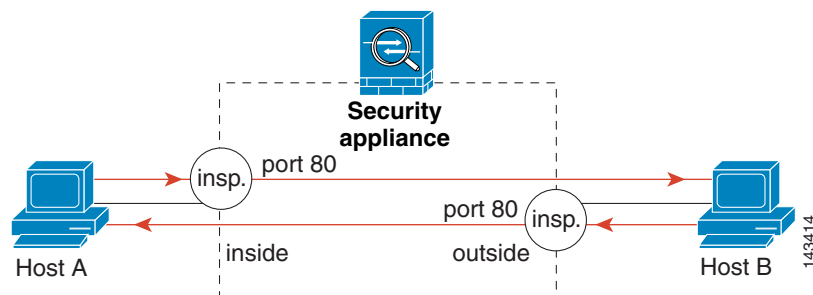 Security
appliance
insp.
port 80
port 80
insp.
inside
outside
Host A
Host B
143414